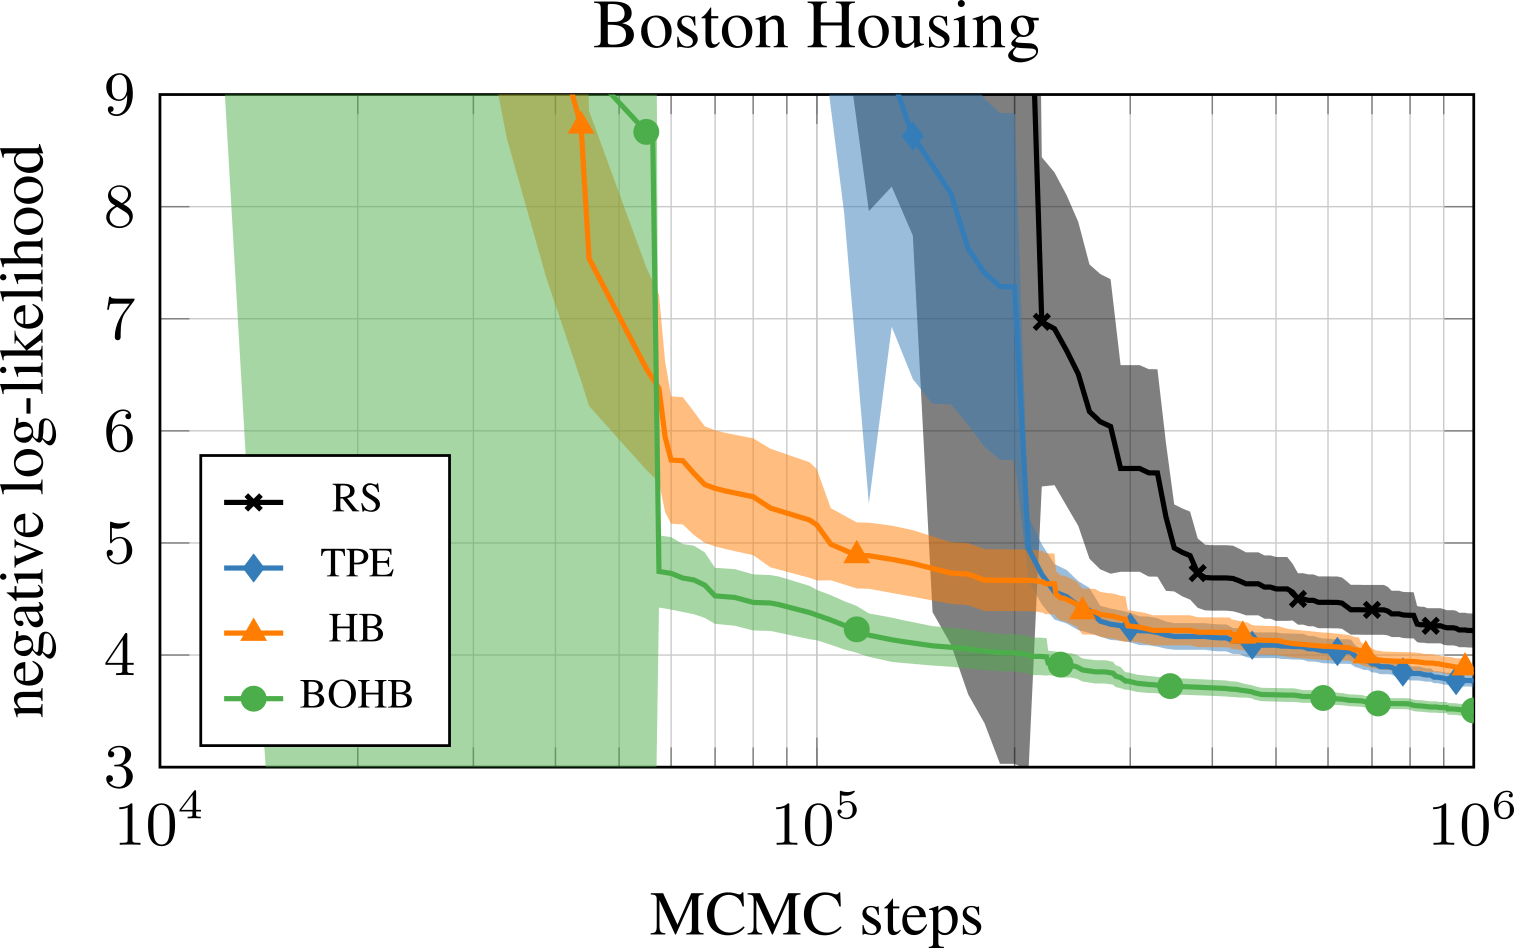 Boston Housing
negative log-likelihood
9
8
7
6
5
4
3
RS
TPE
HB
BOHB
10^4
10^5
10^6
MCMC steps